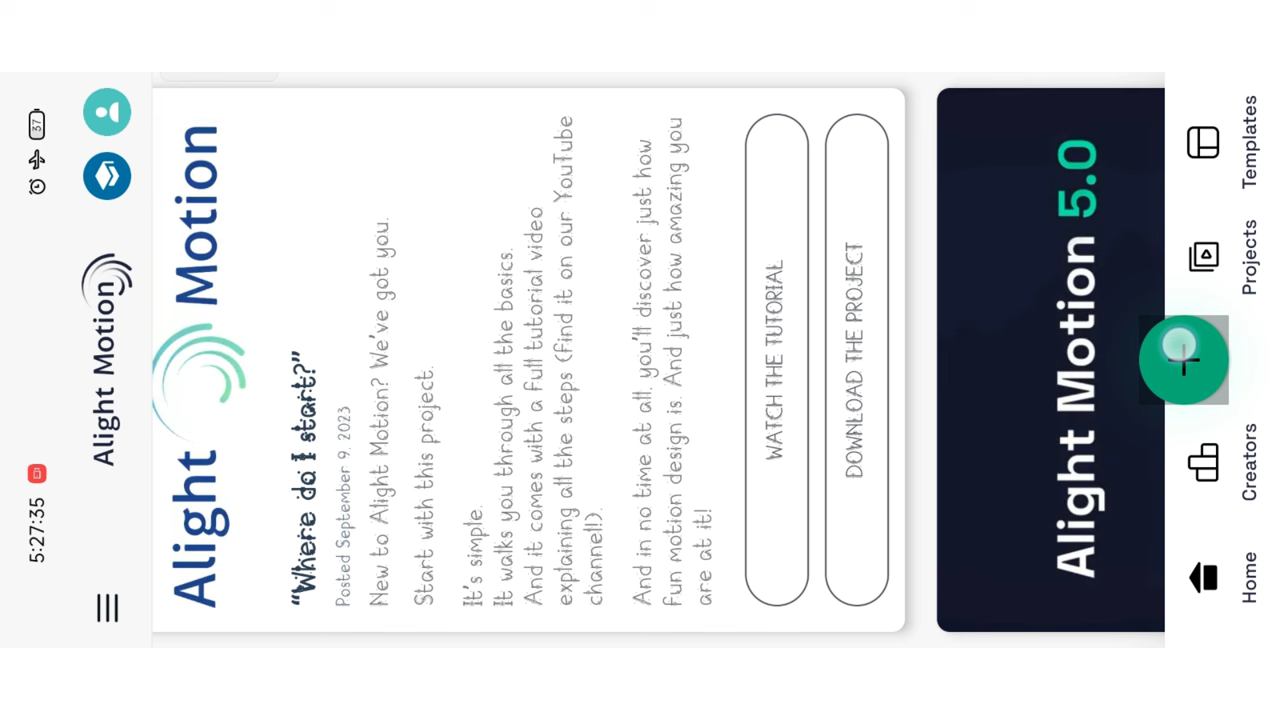 5:27:35
37
Alight Motion
Alight Motion
“Where do I start?”
Posted September 9, 2023
New to Alight Motion? We've got you.
Start with this project.
It's simple.
It walks you through all the basics.
And it comes with a full tutorial video
explaining all the steps (find it on our YouTube
channel!).
And in no time at all, you'll discover just how
fun motion design is. And just how amazing you
are at it!
WATCH THE TUTORIAL
DOWNLOAD THE PROJECT
Alight Motion 5.0
Home
Creators
Projects
Templates